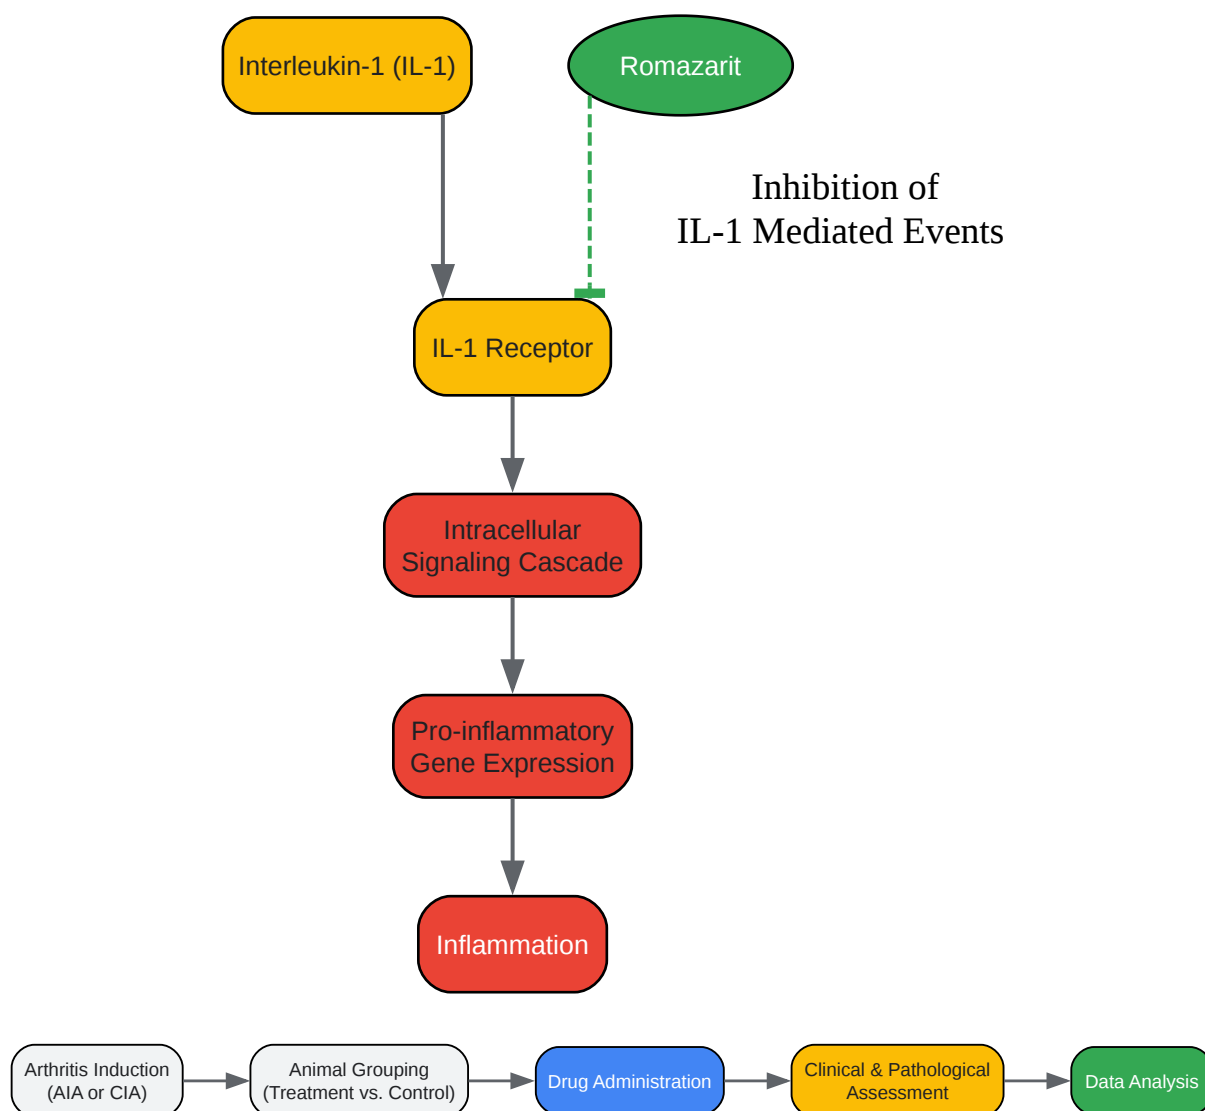 Interleukin-1 (IL-1)
Romazarit
Inhibition of
IL-1 Mediated Events
IL-1 Receptor
Intracellular
Signaling Cascade
Pro-inflammatory
Gene Expression
Inflammation
Arthritis Induction
(AIA or CIA)
Animal Grouping
(Treatment vs. Control)
Drug Administration
Clinical & Pathological
Assessment
Data Analysis